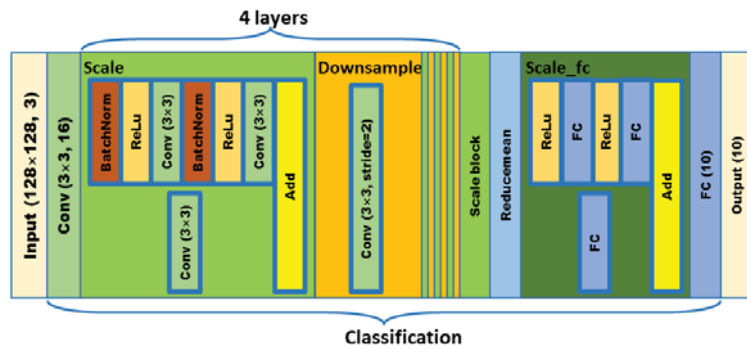 4 layers
Input (128×128, 3)
Conv (3×3, 16)
Scale
BatchNorm
ReLu
Conv (3×3)
BatchNorm
ReLu
Conv (3×3)
Add
Conv (3×3)
Downsample
Conv (3×3, stride=2)
Scale block
Reducemean
Scale_fc
ReLu
FC
ReLu
FC
Add
FC
FC (10)
Output (10)
Classification